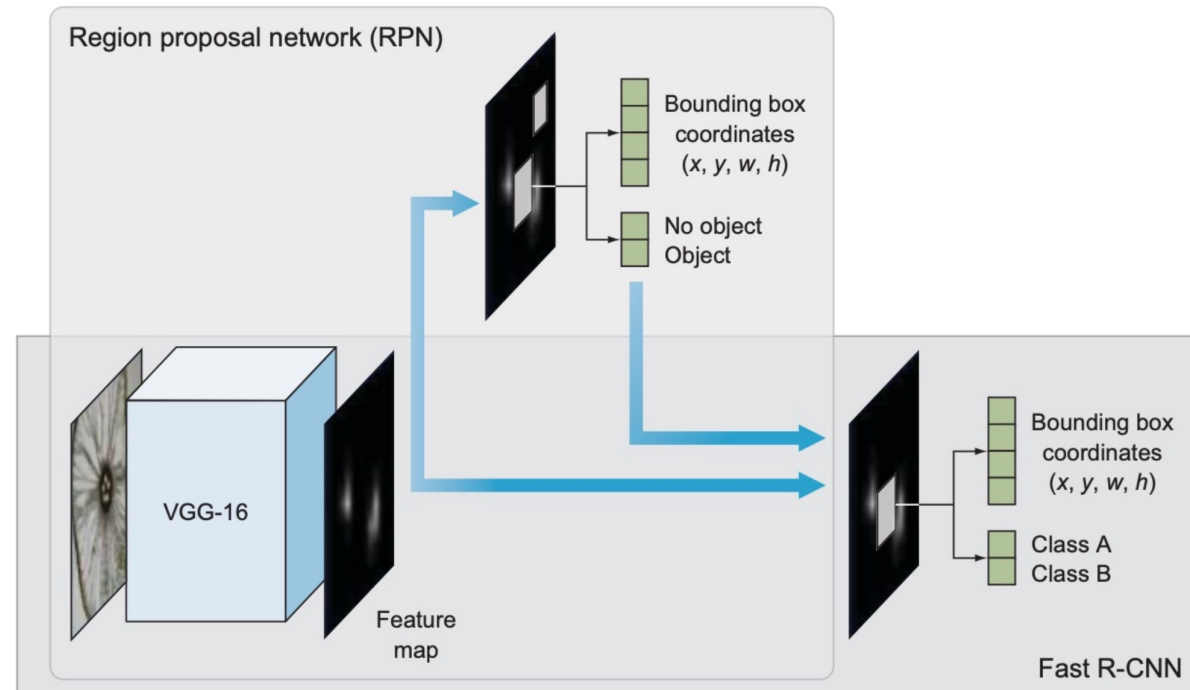 Region proposal network (RPN)
Bounding box
coordinates
(x, y, w, h)
No object
Object
VGG-16
Feature
map
Bounding box
coordinates
(x, y, w, h)
Class A
Class B
Fast R-CNN